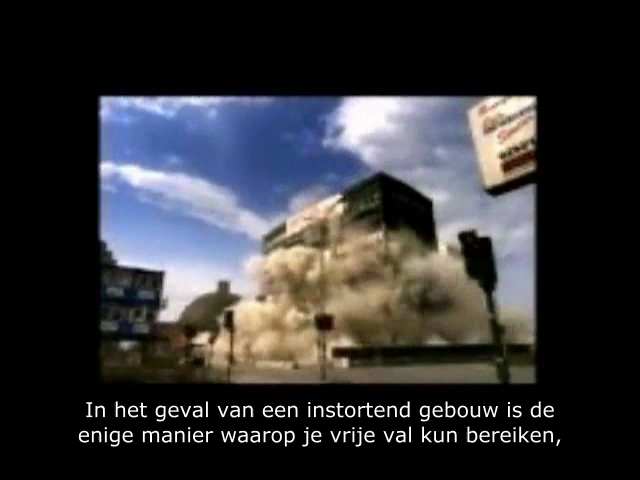 In het geval van een instortend gebouw is de
enige manier waarop je vrije val kun bereiken,